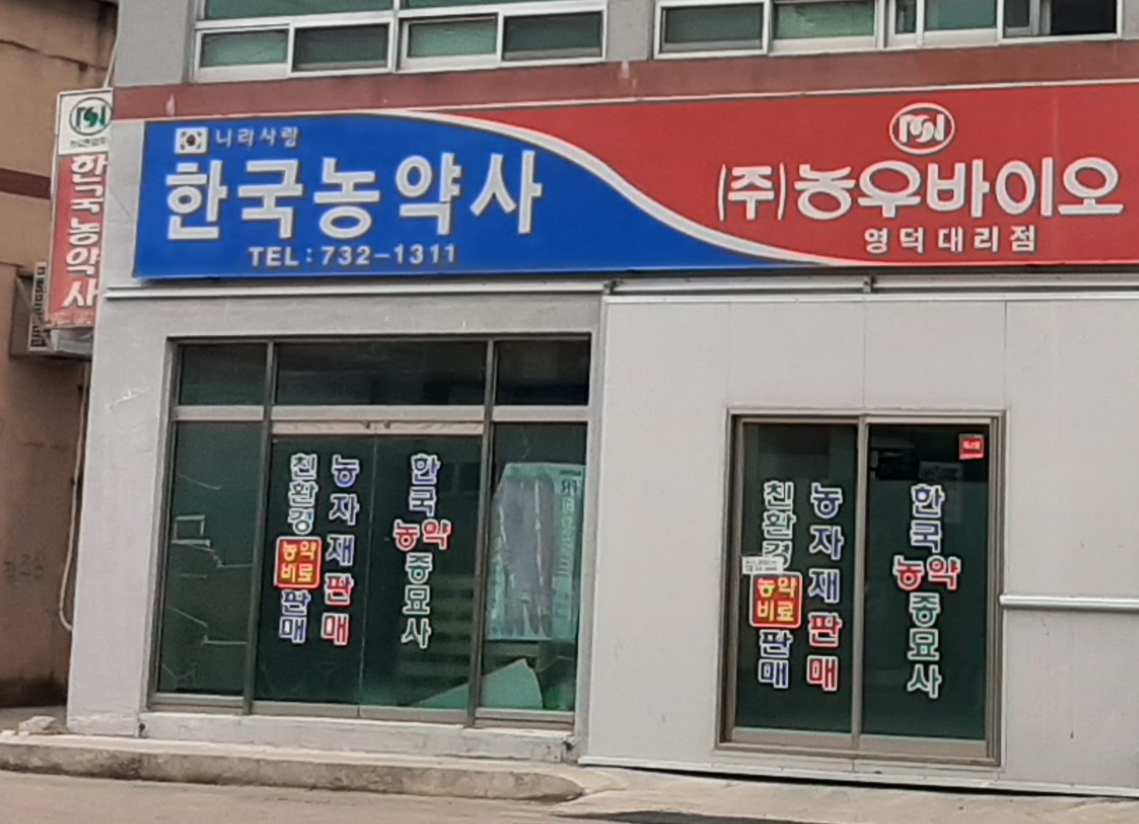 니라사랑
한국농약사
TEL:732-1311
(주)농우바이오
영덕대리점
한국농약사
친환경
농약
비료
판매
농자재판매
한국농약종묘사
친환경
농약
비료
판매
농자재판매
한국농약종묘사